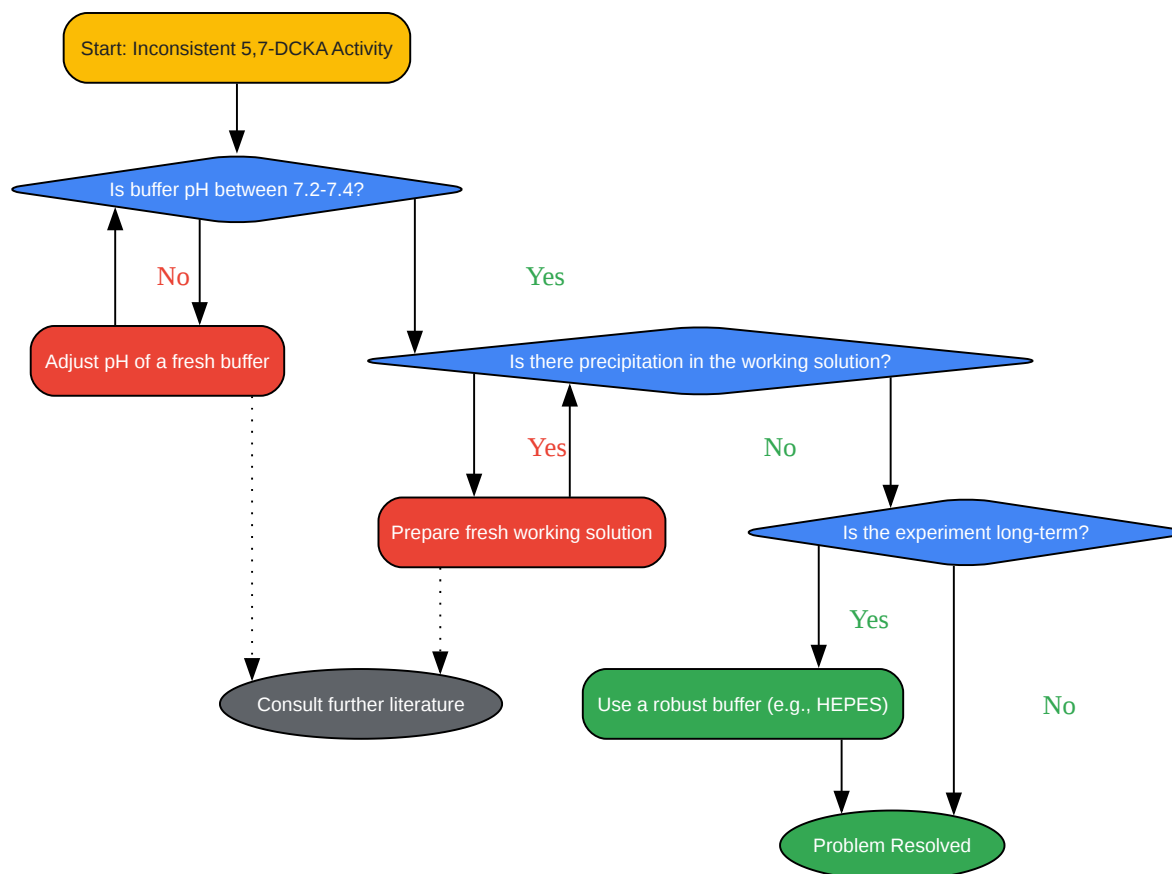 Start: Inconsistent 5,7-DCKA Activity
Is buffer pH between 7.2-7.4?
No
Yes
Adjust pH of a fresh buffer
Is there precipitation in the working solution?
Yes
No
Prepare fresh working solution
Is the experiment long-term?
Yes
No
Consult further literature
Use a robust buffer (e.g., HEPES)
Problem Resolved